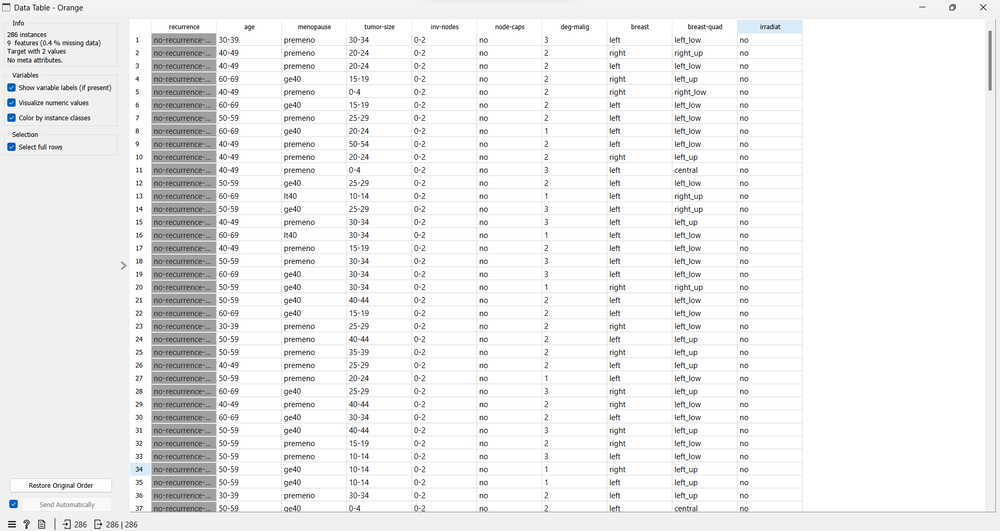 Data Table - Orange
Info
286 instances
9 features (0.4 % missing data)
Target with 2 values
No meta attributes.
Variables
Show variable labels (if present)
Visualize numeric values
Color by instance classes
Selection
Select full rows
Restore Original Order
Send Automatically
286 286 | 286
recurrence age menopause tumor-size inv-nodes node-caps deg-malig breast breast-quad irradiat
1 no-recurrence-... 30-39 premeno 30-34 0-2 no 3 left left_low no
2 no-recurrence-... 40-49 premeno 20-24 0-2 no 2 right right_up no
3 no-recurrence-... 40-49 premeno 20-24 0-2 no 2 left left_low no
4 no-recurrence-... 60-69 ge40 15-19 0-2 no 2 right left_up no
5 no-recurrence-... 40-49 premeno 0-4 0-2 no 2 right right_low no
6 no-recurrence-... 60-69 ge40 15-19 0-2 no 2 left left_low no
7 no-recurrence-... 50-59 premeno 25-29 0-2 no 2 left left_low no
8 no-recurrence-... 60-69 ge40 20-24 0-2 no 1 left left_low no
9 no-recurrence-... 40-49 premeno 50-54 0-2 no 2 left left_low no
10 no-recurrence-... 40-49 premeno 20-24 0-2 no 2 right left_up no
11 no-recurrence-... 40-49 premeno 0-4 0-2 no 3 left central no
12 no-recurrence-... 50-59 ge40 25-29 0-2 no 2 left left_low no
13 no-recurrence-... 60-69 lt40 10-14 0-2 no 1 left right_up no
14 no-recurrence-... 50-59 ge40 25-29 0-2 no 3 left right_up no
15 no-recurrence-... 40-49 premeno 30-34 0-2 no 3 left left_up no
16 no-recurrence-... 60-69 lt40 30-34 0-2 no 1 left left_low no
17 no-recurrence-... 40-49 premeno 15-19 0-2 no 2 left left_low no
18 no-recurrence-... 50-59 premeno 30-34 0-2 no 3 left left_low no
19 no-recurrence-... 60-69 ge40 30-34 0-2 no 3 left left_low no
20 no-recurrence-... 50-59 ge40 30-34 0-2 no 1 right right_up no
21 no-recurrence-... 50-59 ge40 40-44 0-2 no 2 left left_low no
22 no-recurrence-... 60-69 ge40 15-19 0-2 no 2 left left_low no
23 no-recurrence-... 30-39 premeno 25-29 0-2 no 2 right left_low no
24 no-recurrence-... 50-59 premeno 40-44 0-2 no 2 left left_up no
25 no-recurrence-... 50-59 premeno 35-39 0-2 no 2 right left_up no
26 no-recurrence-... 40-49 premeno 25-29 0-2 no 2 left left_up no
27 no-recurrence-... 50-59 premeno 20-24 0-2 no 1 left left_low no
28 no-recurrence-... 60-69 ge40 25-29 0-2 no 3 right left_up no
29 no-recurrence-... 40-49 premeno 40-44 0-2 no 2 right left_low no
30 no-recurrence-... 60-69 ge40 30-34 0-2 no 2 left left_low no
31 no-recurrence-... 50-59 ge40 40-44 0-2 no 3 right left_up no
32 no-recurrence-... 50-59 premeno 15-19 0-2 no 2 right left_low no
33 no-recurrence-... 50-59 premeno 10-14 0-2 no 3 left left_low no
34 no-recurrence-... 50-59 ge40 10-14 0-2 no 1 right left_up no
35 no-recurrence-... 50-59 ge40 10-14 0-2 no 1 left left_up no
36 no-recurrence-... 30-39 premeno 30-34 0-2 no 2 left left_up no
37 no-recurrence-... 50-59 ge40 0-4 0-2 no 2 left central no